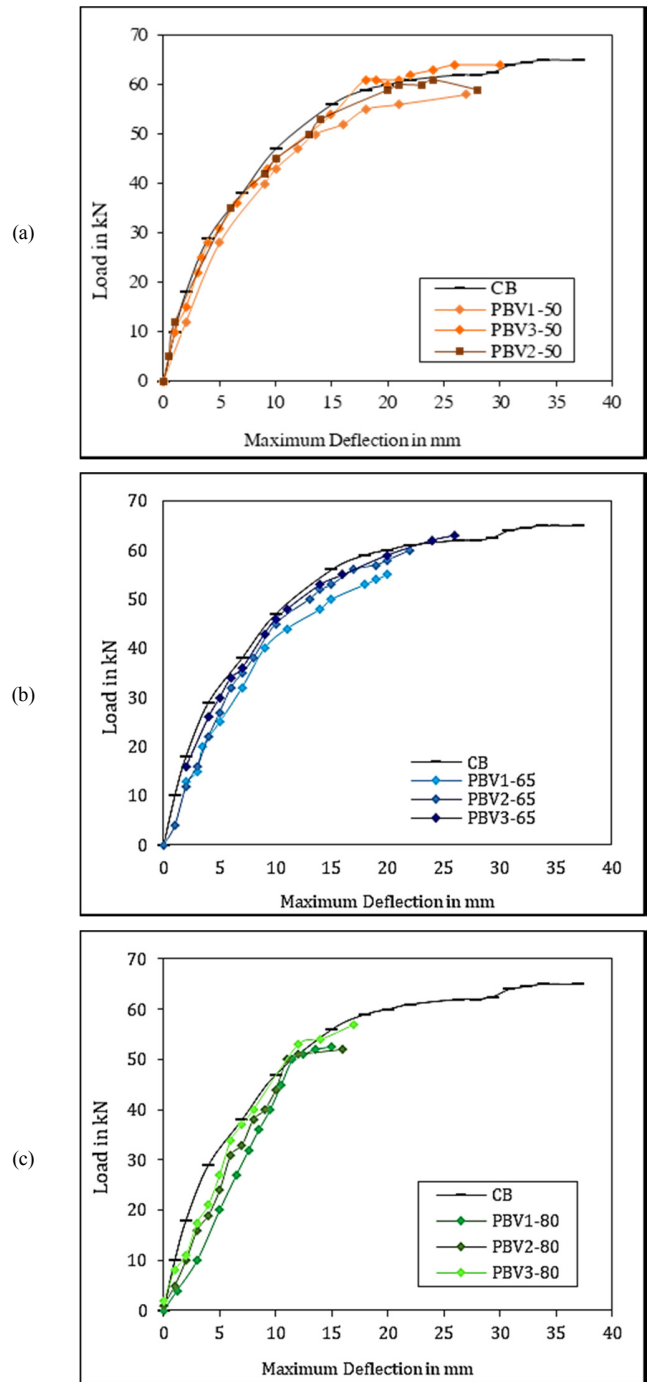 (a)
Load in kN
70
60
50
40
30
20
10
0
CB
PBV1-50
PBV3-50
PBV2-50
0 5 10 15 20 25 30 35 40
Maximum Deflection in mm
(b)
Load in kN
70
60
50
40
30
20
10
0
CB
PBV1-65
PBV2-65
PBV3-65
0 5 10 15 20 25 30 35 40
Maximum Deflection in mm
(c)
Load in kN
70
60
50
40
30
20
10
0
CB
PBV1-80
PBV2-80
PBV3-80
0 5 10 15 20 25 30 35 40
Maximum Deflection in mm